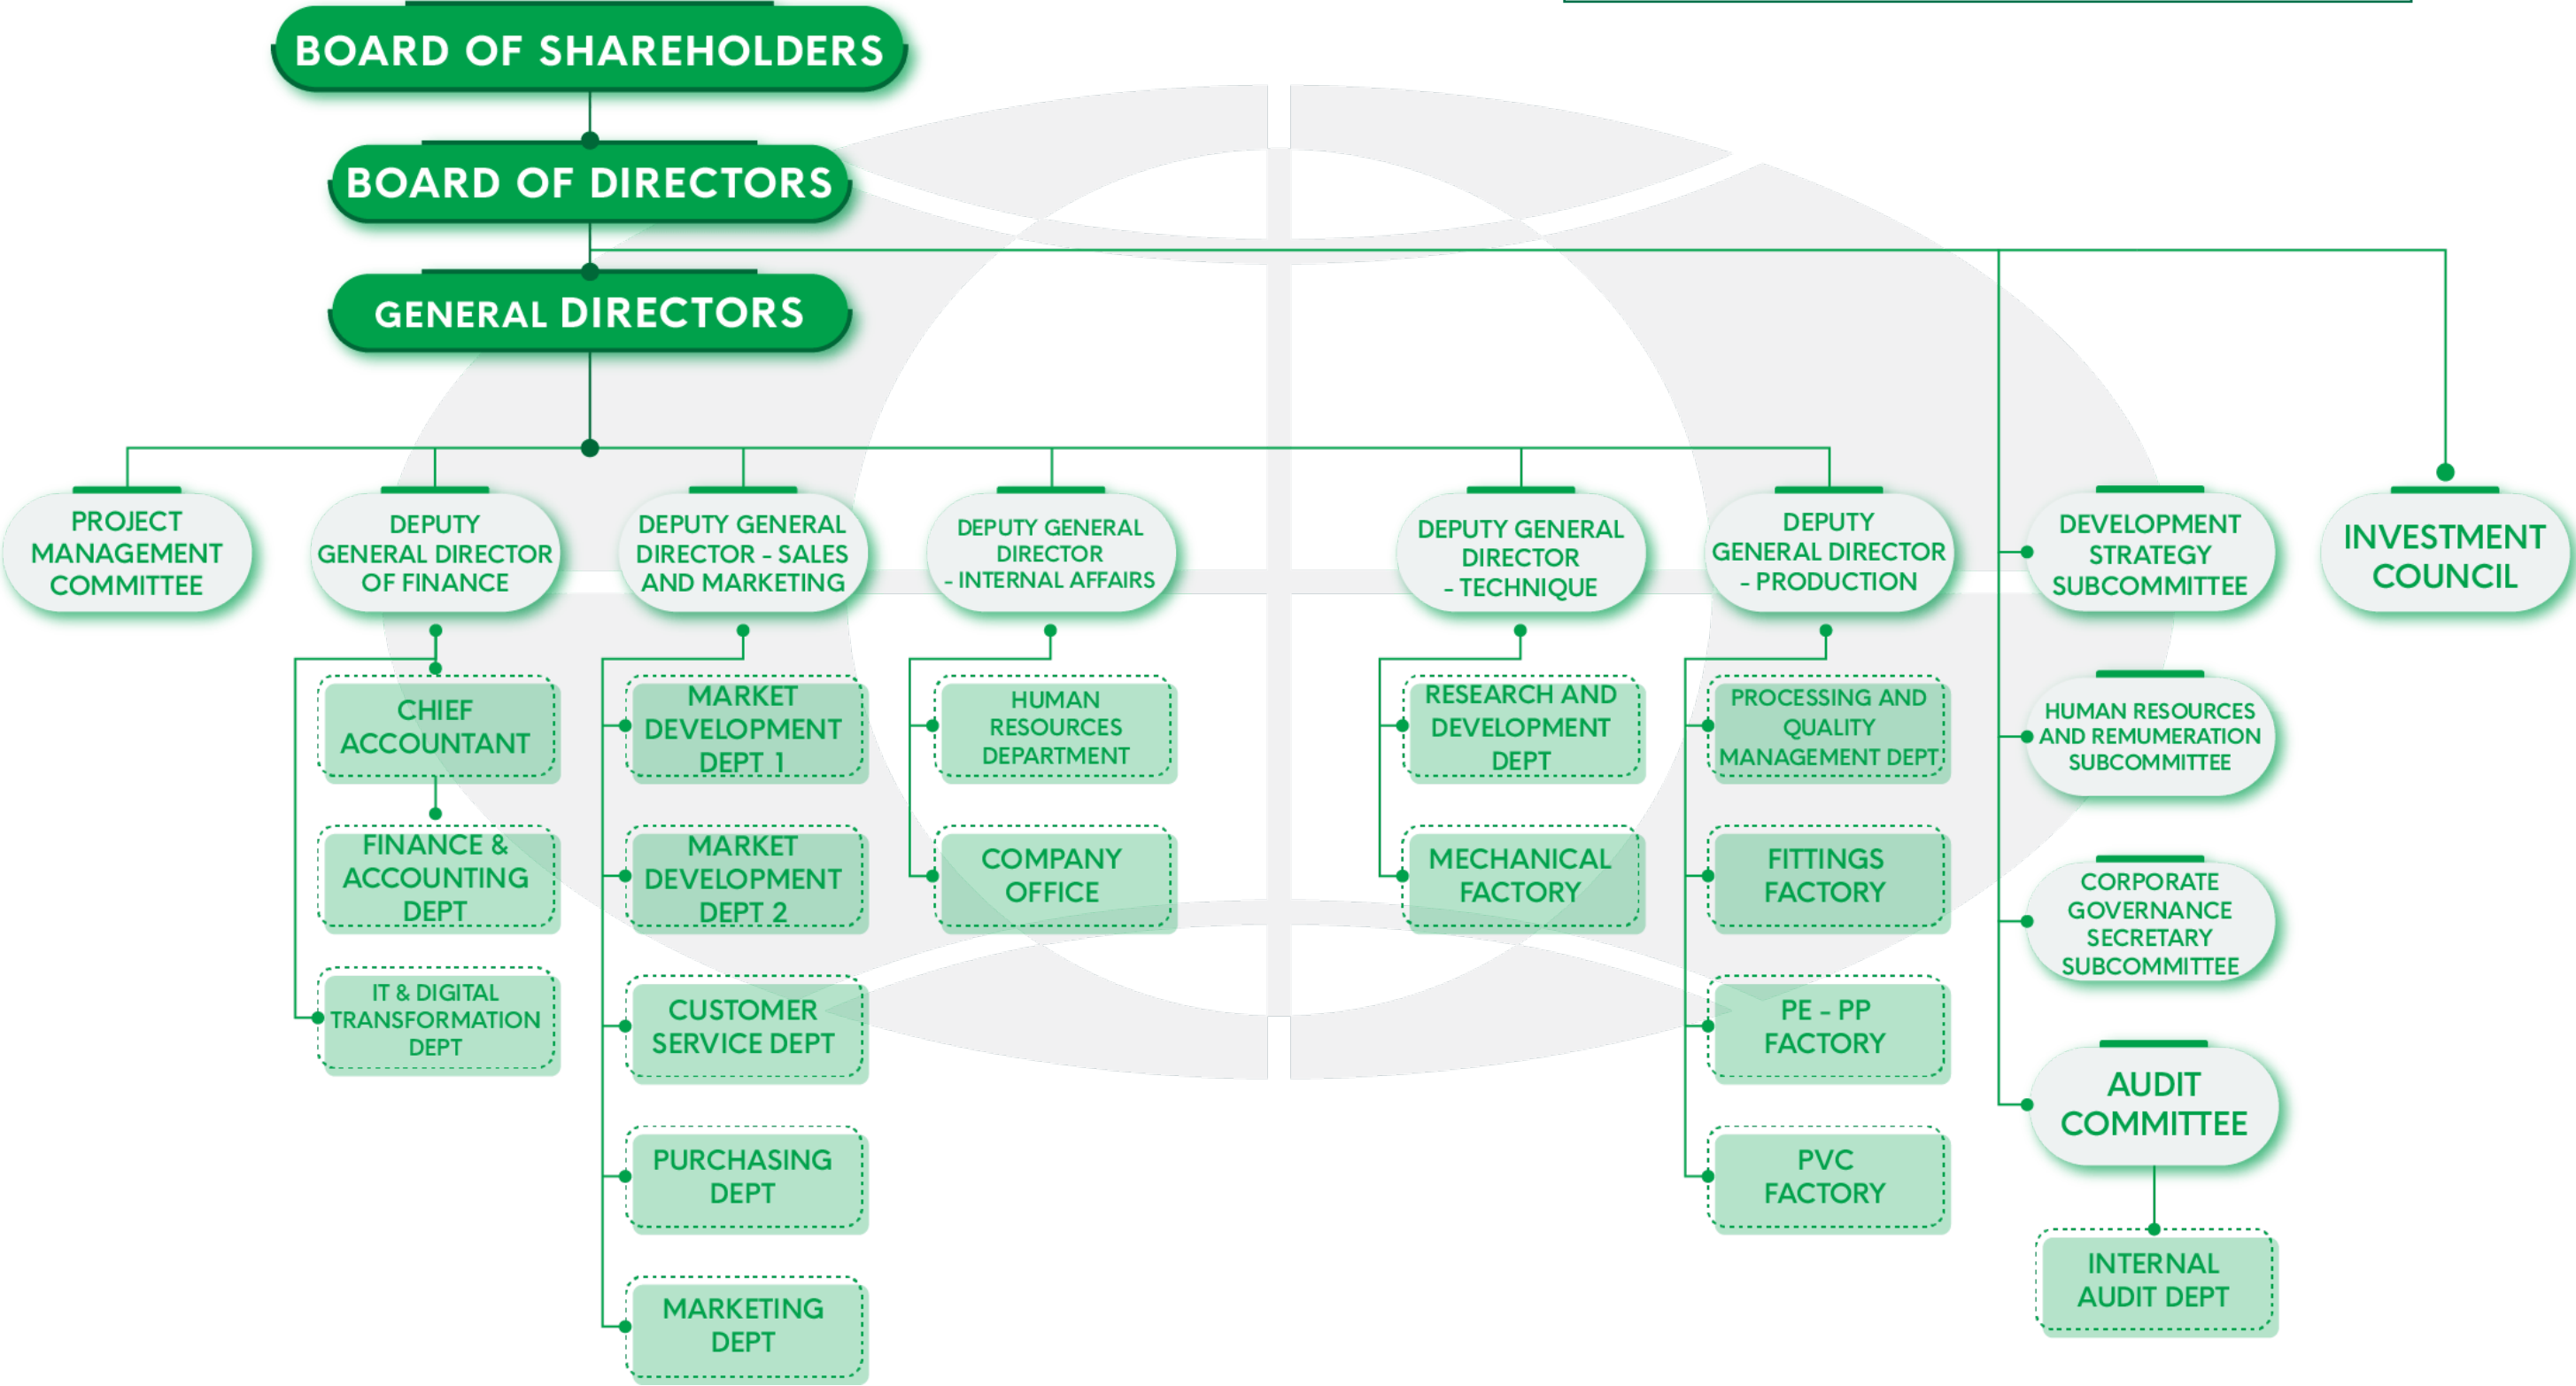 BOARD OF SHAREHOLDERS
BOARD OF DIRECTORS
GENERAL DIRECTORS
PROJECT
MANAGEMENT
COMMITTEE
DEPUTY
GENERAL DIRECTOR
OF FINANCE
DEPUTY GENERAL
DIRECTOR - SALES
AND MARKETING
DEPUTY GENERAL
DIRECTOR
- INTERNAL AFFAIRS
DEPUTY GENERAL
DIRECTOR
- TECHNIQUE
DEPUTY
GENERAL DIRECTOR
- PRODUCTION
DEVELOPMENT
STRATEGY
SUBCOMMITTEE
INVESTMENT
COUNCIL
CHIEF
ACCOUNTANT
FINANCE &
ACCOUNTING
DEPT
IT & DIGITAL
TRANSFORMATION
DEPT
MARKET
DEVELOPMENT
DEPT 1
MARKET
DEVELOPMENT
DEPT 2
CUSTOMER
SERVICE DEPT
PURCHASING
DEPT
MARKETING
DEPT
HUMAN
RESOURCES
DEPARTMENT
COMPANY
OFFICE
RESEARCH AND
DEVELOPMENT
DEPT
MECHANICAL
FACTORY
PROCESSING AND
QUALITY
MANAGEMENT DEPT
FITTINGS
FACTORY
PE - PP
FACTORY
PVC
FACTORY
HUMAN RESOURCES
AND REMUMERATION
SUBCOMMITTEE
CORPORATE
GOVERNANCE
SECRETARY
SUBCOMMITTEE
AUDIT
COMMITTEE
INTERNAL
AUDIT DEPT